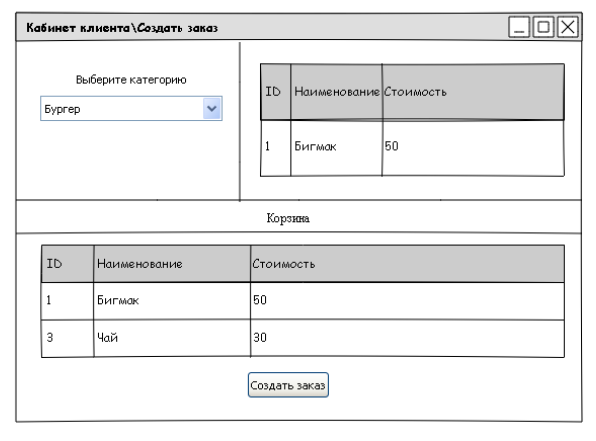 Кабинет клиента\Создать заказ
Выберите категорию
Бургер
ID Наименование Стоимость
1 Бигмак 50
Корзина
ID Наименование Стоимость
1 Бигмак 50
3 Чай 30
Создать заказ